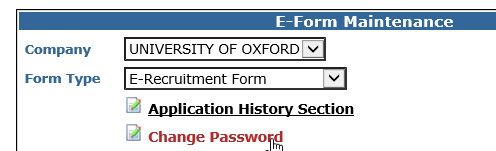 E-Form Maintenance
Company UNIVERSITY OF OXFORD
Form Type E-Recruitment Form
Application History Section
Change Password